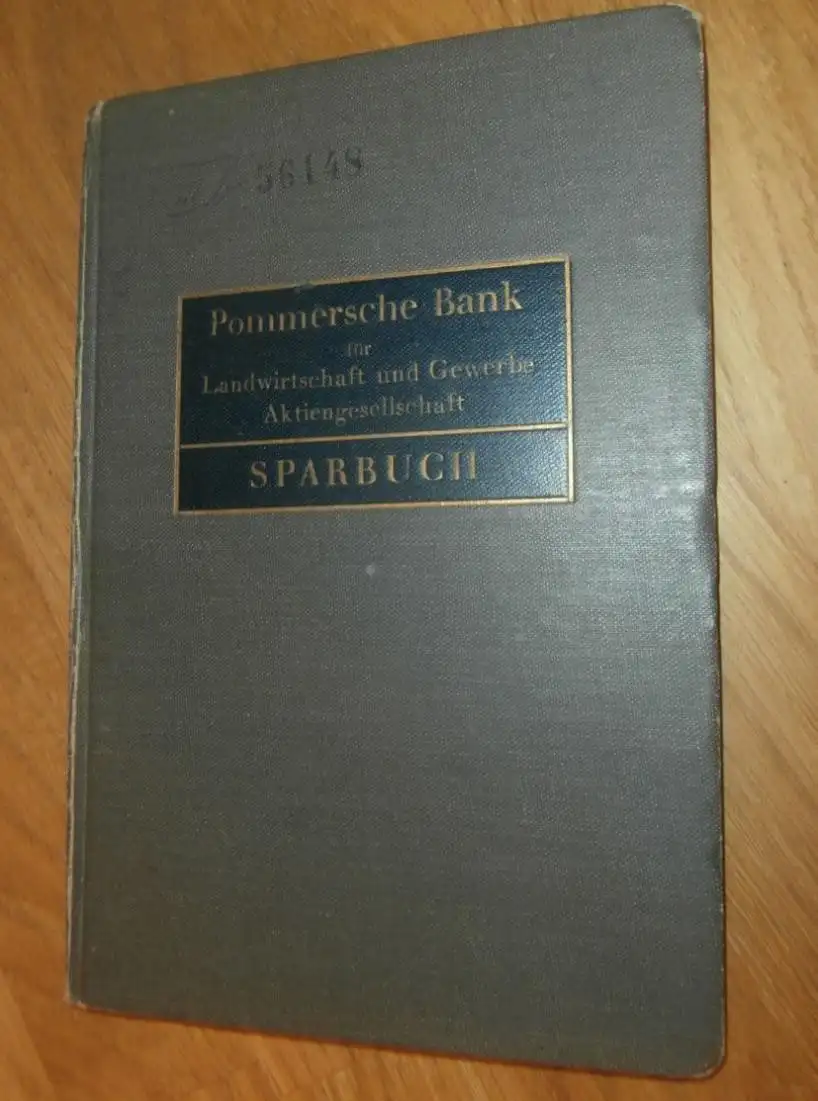 56148
Pommersche Bank
für
Landwirtschaft und Gewerbe
Aktiengesellschaft
SPARBUCH